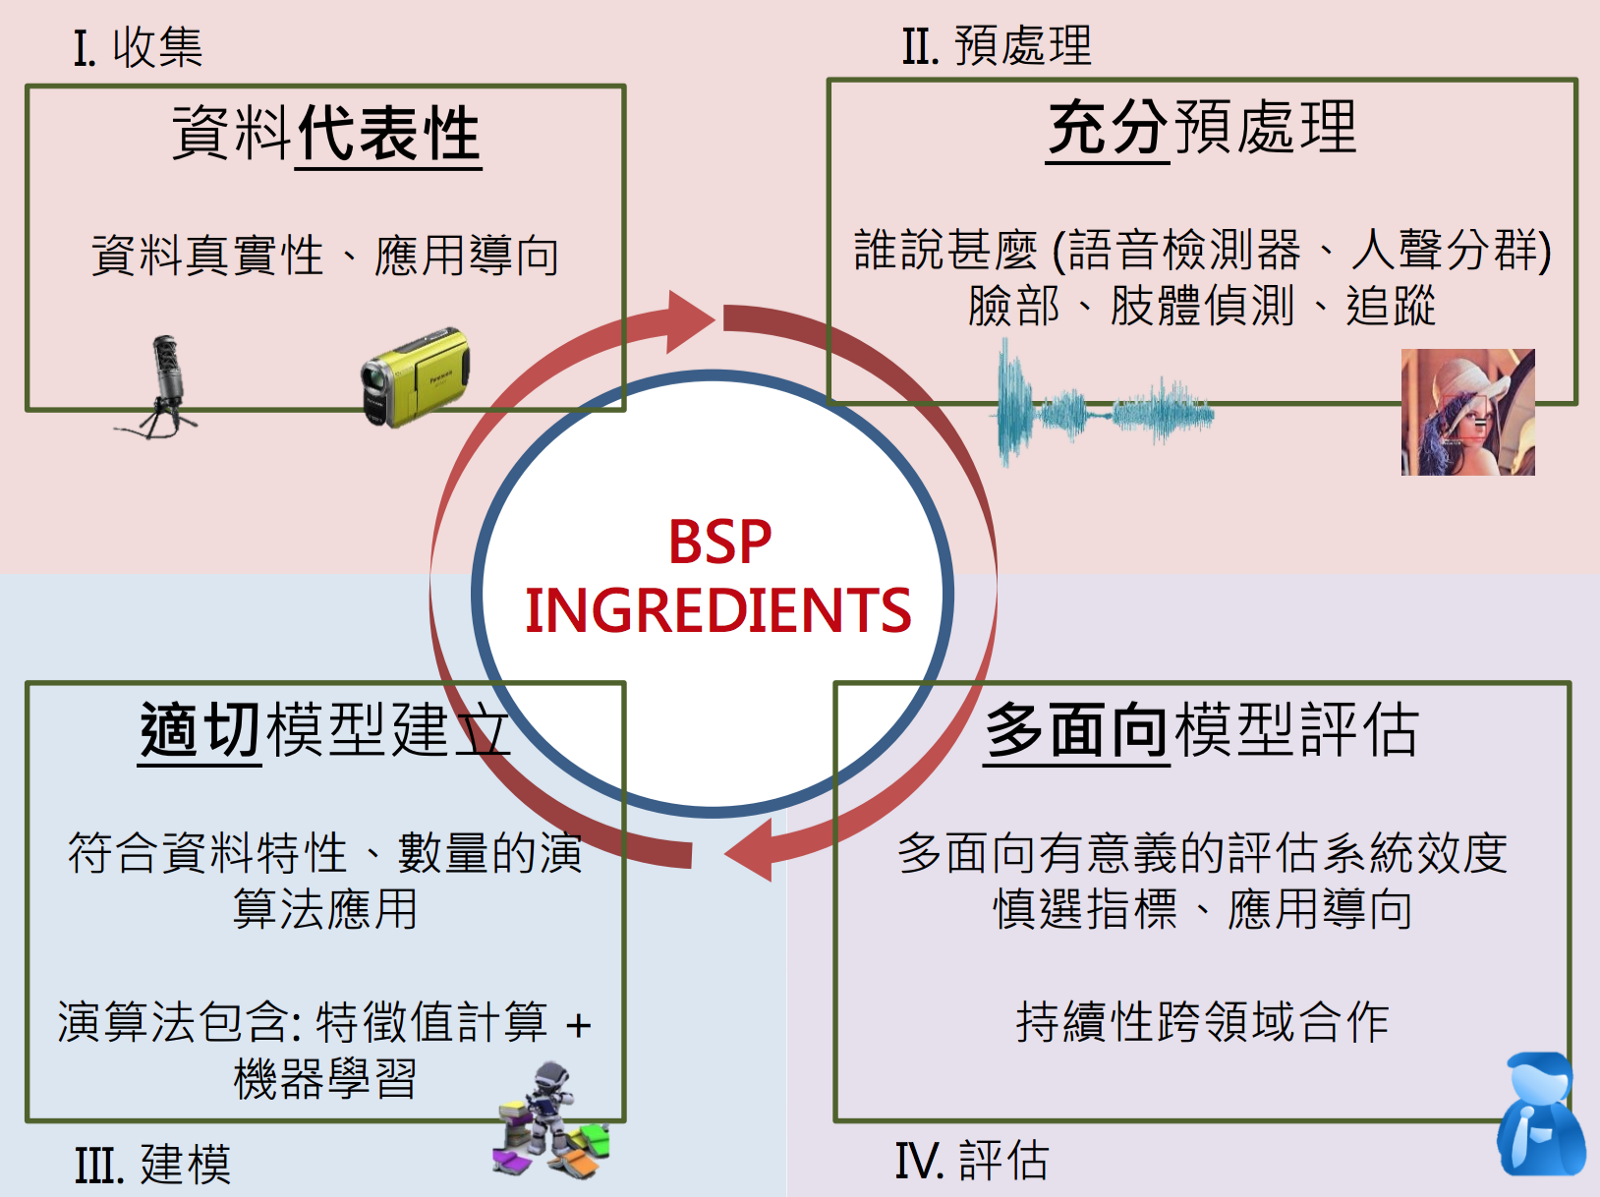 I. 收集
資料代表性
資料真實性、應用導向
II. 預處理
充分預處理
誰說甚麼 (語音檢測器、人聲分群)
臉部、肢體偵測、追蹤
BSP
INGREDIENTS
適切模型建立
符合資料特性、數量的演
算法應用
演算法包含: 特徵值計算 +
機器學習
III. 建模
多面向模型評估
多面向有意義的評估系統效度
慎選指標、應用導向
持續性跨領域合作
IV. 評估